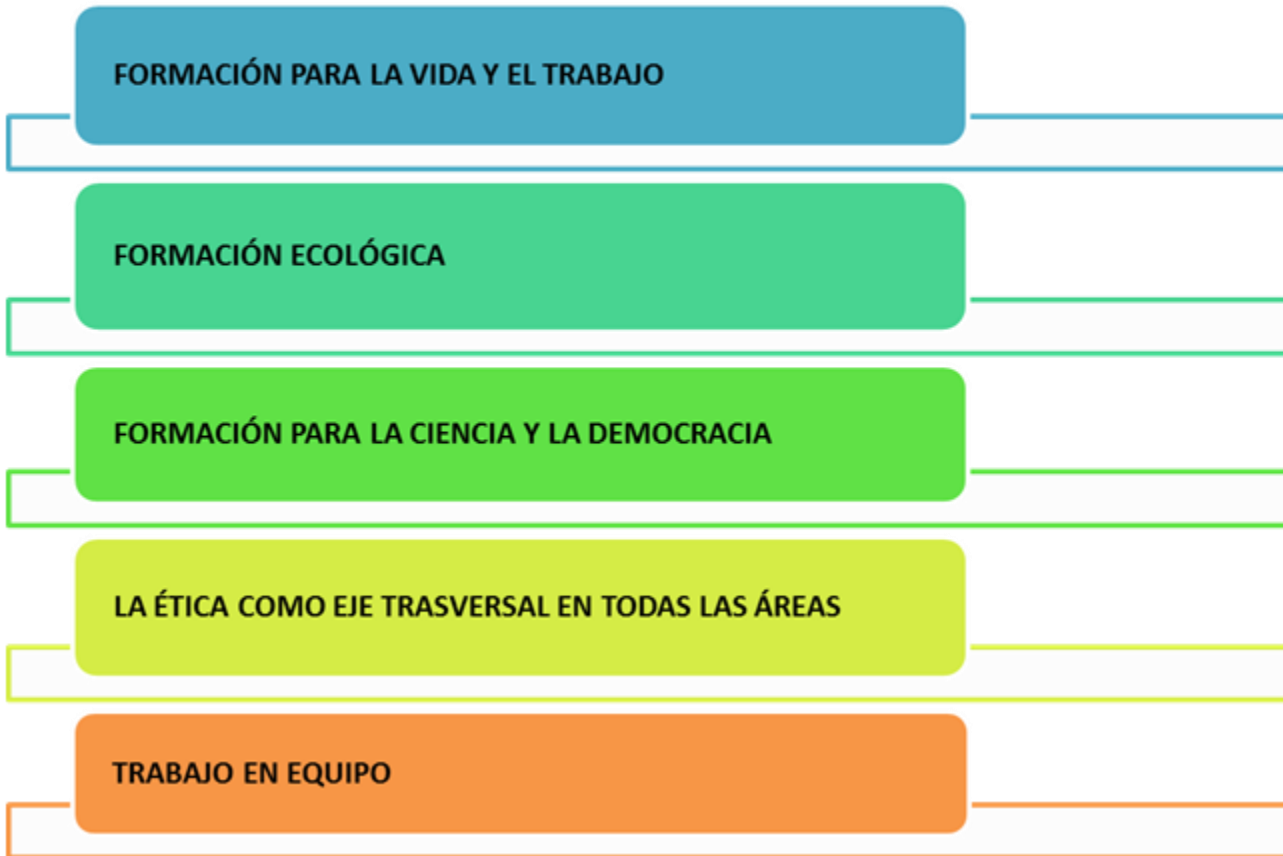 FORMACIÓN PARA LA VIDA Y EL TRABAJO
FORMACIÓN ECOLÓGICA
FORMACIÓN PARA LA CIENCIA Y LA DEMOCRACIA
LA ÉTICA COMO EJE TRASVERSAL EN TODAS LAS ÁREAS
TRABAJO EN EQUIPO